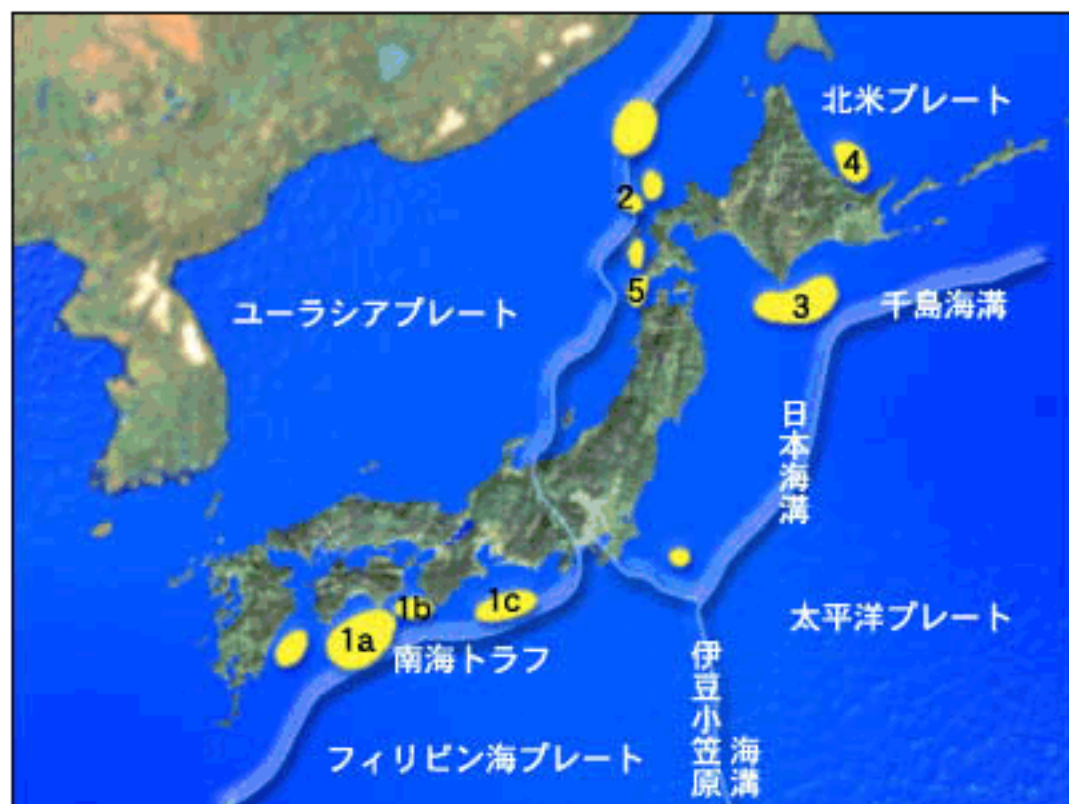 北米プレート
4
2
ユーラシアプレート
5
3
千島海溝
日本海溝
1b
1c
1a
南海トラフ
太平洋プレート
伊豆小笠原海溝
フィリピン海プレート